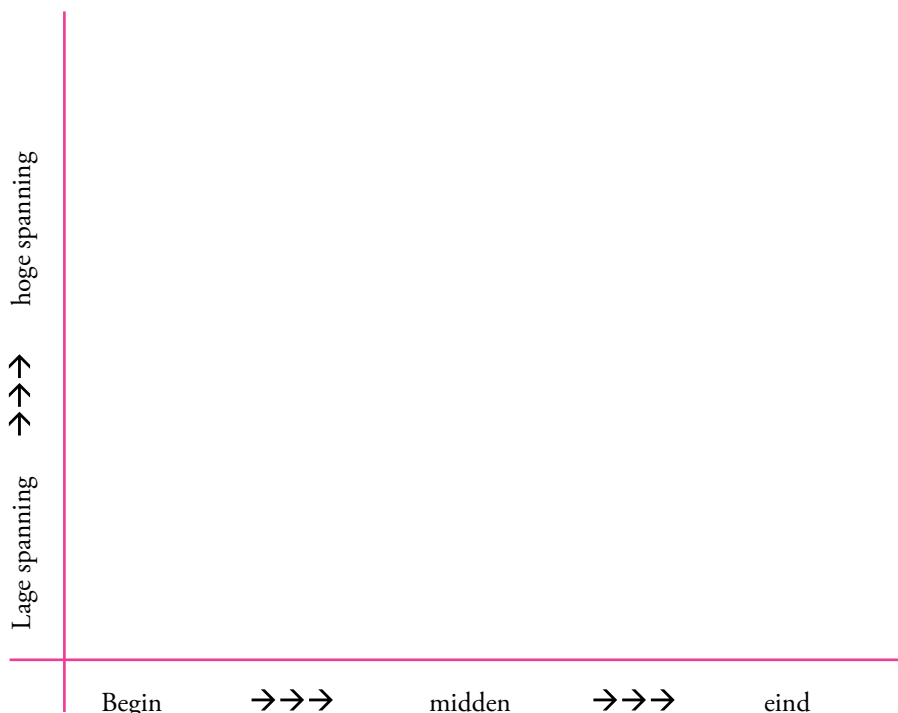 Lage spanning →→→ hoge spanning
Begin →→→ midden →→→ eind